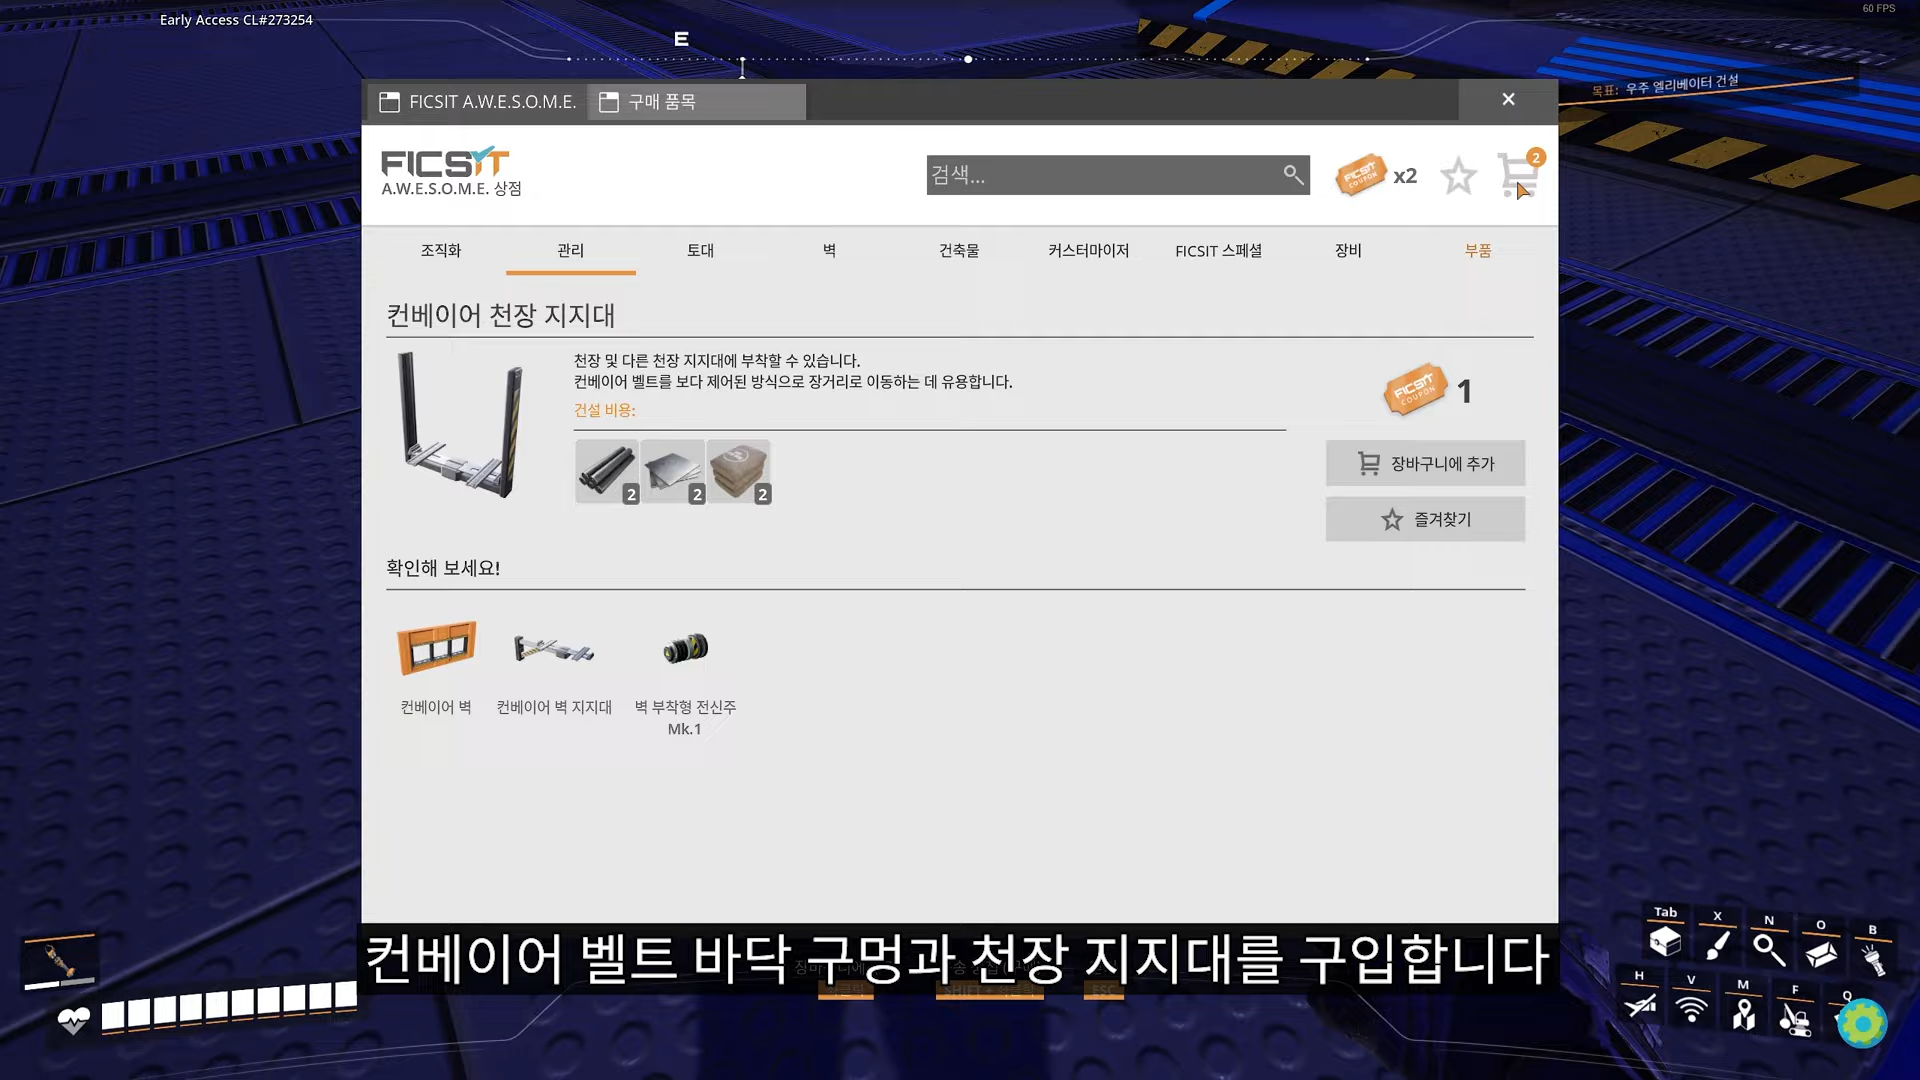 Early Access CL#273254
60 FPS
E
목표: 우주 엘리베이터 건설
FICSIT A.W.E.S.O.M.E.
구매 품목
FICSIT
A.W.E.S.O.M.E. 상점
검색...
FICSIT COUPON
x2
2
조직화
관리
토대
벽
건축물
커스터마이저
FICSIT 스페셜
장비
부품
컨베이어 천장 지지대
천장 및 다른 천장 지지대에 부착할 수 있습니다.
컨베이어 벨트를 보다 제어된 방식으로 장거리로 이동하는 데 유용합니다.
건설 비용:
2
2
2
FICSIT COUPON
1
장바구니에 추가
즐겨찾기
확인해 보세요!
컨베이어 벽
컨베이어 벽 지지대
벽 부착형 전신주
Mk.1
컨베이어 벨트 바닥 구멍과 천장 지지대를 구입합니다
ESC
Tab
X
N
O
B
H
V
M
F
Q